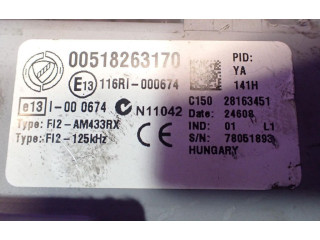 00518263170
PID:
YA
141H
E13 116RI-000674
e13 I-00 0674 N11042
C150 28163451
Date: 24608
Type: FI2-AM433RX
IND: 01 L1
Type: FI2-125kHz CE
S/N: 78051893
HUNGARY